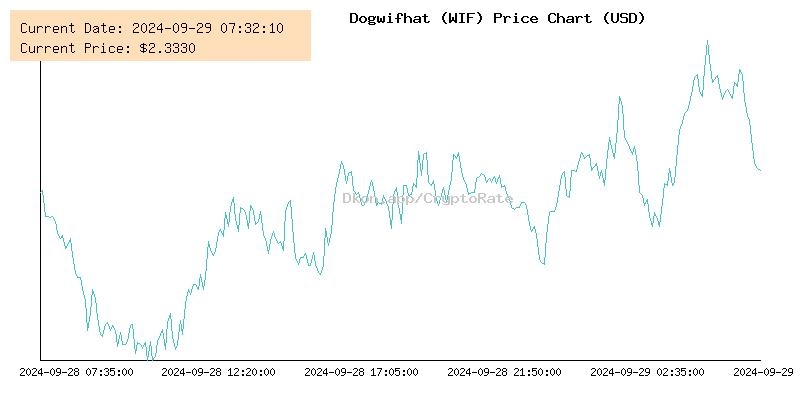 Dogwifhat (WIF) Price Chart (USD)
Current Date: 2024-09-29 07:32:10
Current Price: $2.3330
DKon.app/CryptoRate
2024-09-28 07:35:00 2024-09-28 12:20:00 2024-09-28 17:05:00 2024-09-28 21:50:00 2024-09-29 02:35:00 2024-09-29